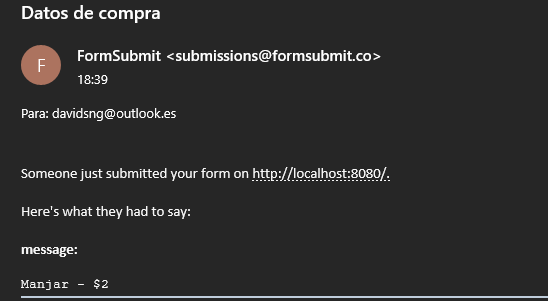 Datos de compra
F
FormSubmit <submissions@formsubmit.co>
18:39
Para: davidsng@outlook.es
Someone just submitted your form on http://localhost:8080/.
Here's what they had to say:
message:
Manjar - $2